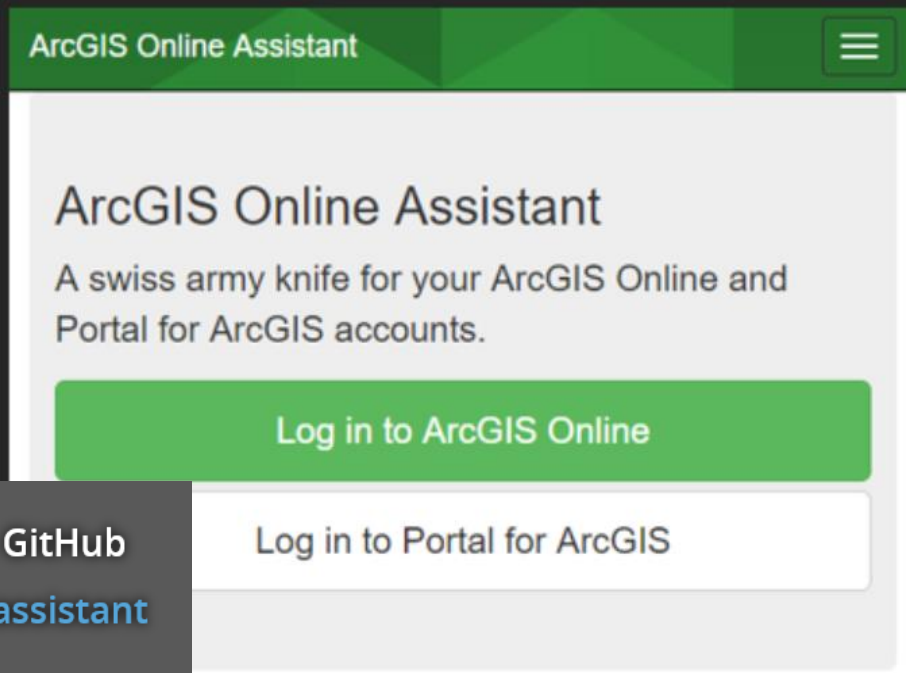 ArcGIS Online Assistant
ArcGIS Online Assistant
A swiss army knife for your ArcGIS Online and
Portal for ArcGIS accounts.
Log in to ArcGIS Online
Log in to Portal for ArcGIS
GitHub
assistant